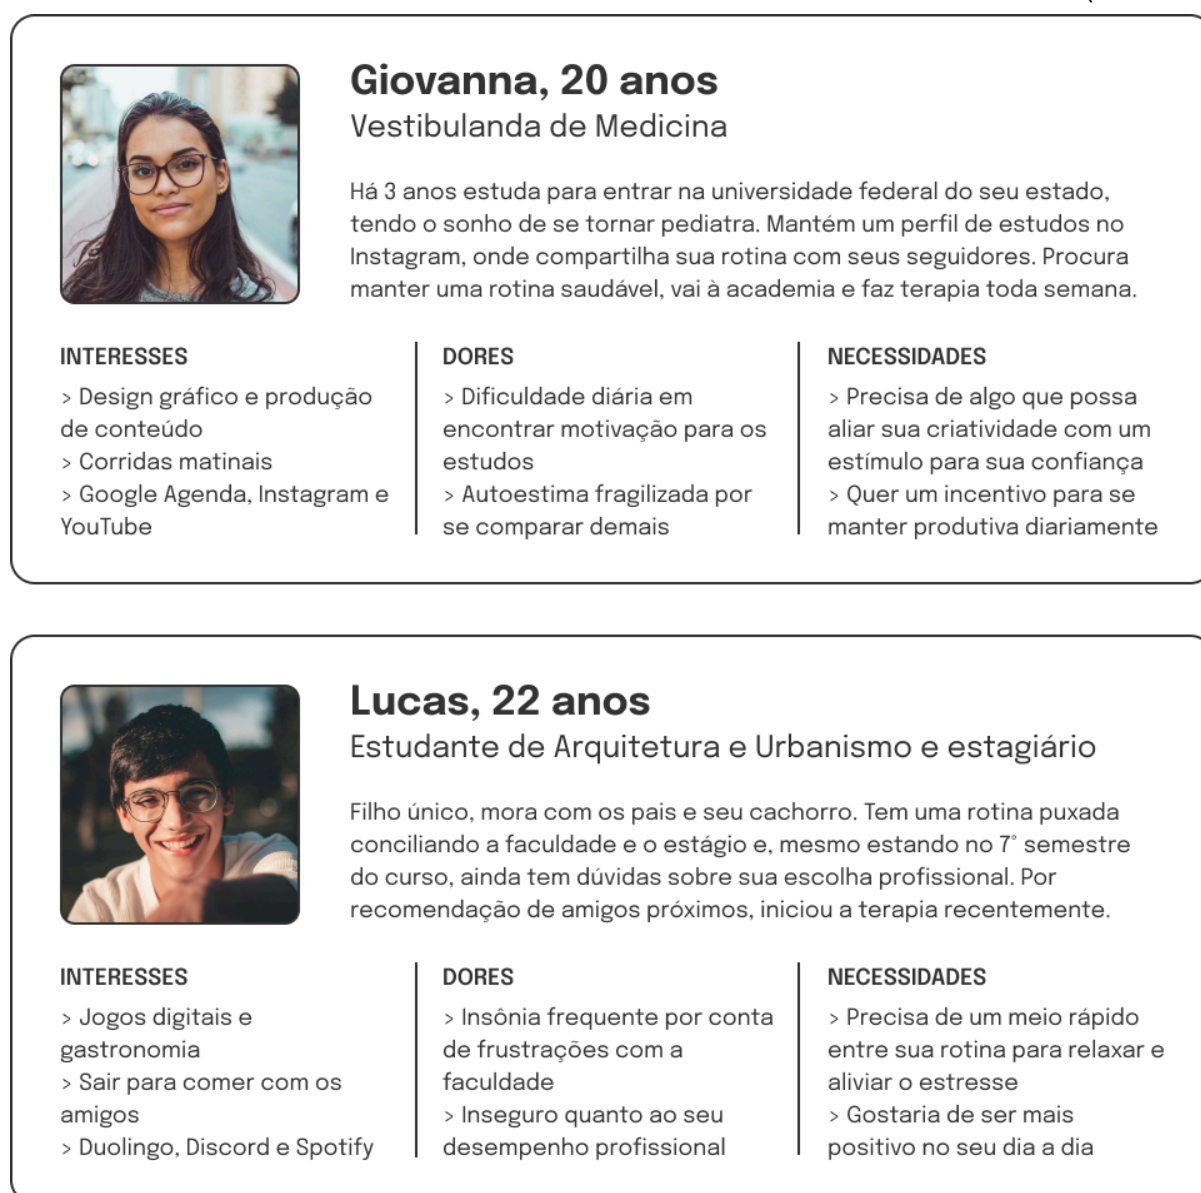 Giovanna, 20 anos
Vestibulanda de Medicina
Há 3 anos estuda para entrar na universidade federal do seu estado,
tendo o sonho de se tornar pediatra. Mantém um perfil de estudos no
Instagram, onde compartilha sua rotina com seus seguidores. Procura
manter uma rotina saudável, vai à academia e faz terapia toda semana.
INTERESSES
> Design gráfico e produção
de conteúdo
> Corridas matinais
> Google Agenda, Instagram e
YouTube
DORES
> Dificuldade diária em
encontrar motivação para os
estudos
> Autoestima fragilizada por
se comparar demais
NECESSIDADES
> Precisa de algo que possa
aliar sua criatividade com um
estímulo para sua confiança
> Quer um incentivo para se
manter produtiva diariamente
Lucas, 22 anos
Estudante de Arquitetura e Urbanismo e estagiário
Filho único, mora com os pais e seu cachorro. Tem uma rotina puxada
conciliando a faculdade e o estágio e, mesmo estando no 7° semestre
do curso, ainda tem dúvidas sobre sua escolha profissional. Por
recomendação de amigos próximos, iniciou a terapia recentemente.
INTERESSES
> Jogos digitais e
gastronomia
> Sair para comer com os
amigos
> Duolingo, Discord e Spotify
DORES
> Insônia frequente por conta
de frustrações com a
faculdade
> Inseguro quanto ao seu
desempenho profissional
NECESSIDADES
> Precisa de um meio rápido
entre sua rotina para relaxar e
aliviar o estresse
> Gostaria de ser mais
positivo no seu dia a dia